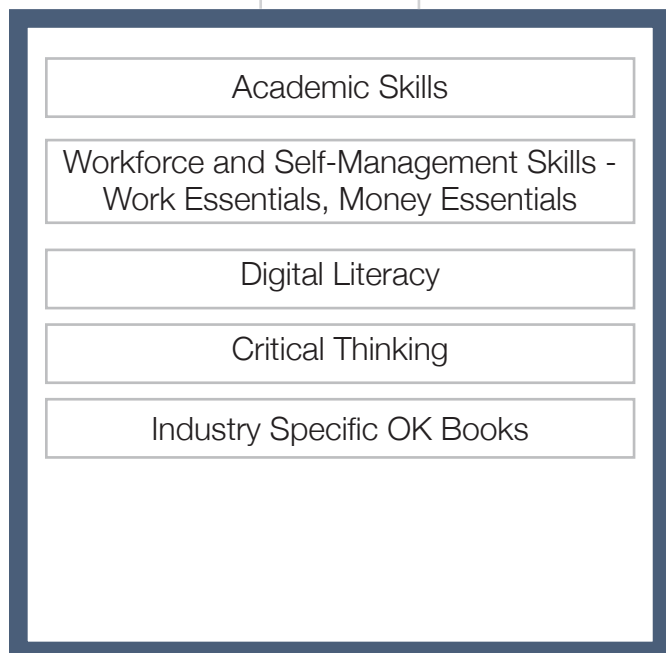 Academic Skills
Workforce and Self-Management Skills -
Work Essentials, Money Essentials
Digital Literacy
Critical Thinking
Industry Specific OK Books